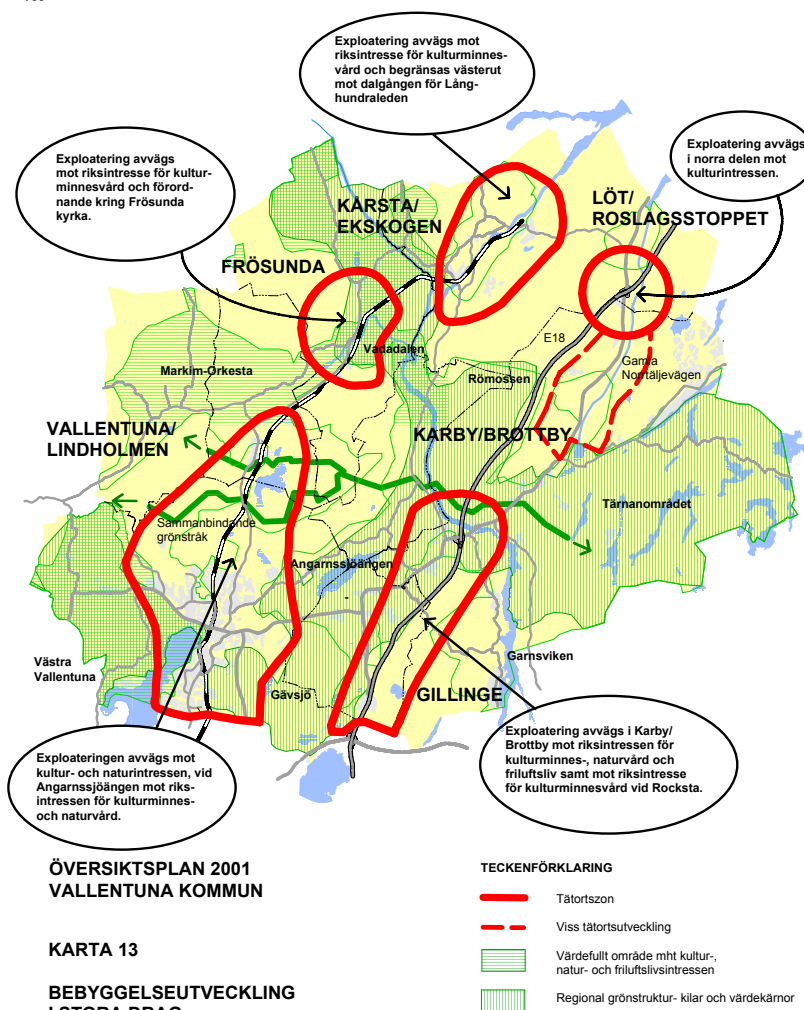 Exploatering avvägs mot
riksintresse för kulturminnes-
vård och begränsas västerut
mot dalgången för Lång-
hundraleden
Exploatering avvägs
i norra delen mot
kulturintressen.
Exploatering avvägs
mot riksintresse för kultur-
minnesvård och förord-
nande kring Frösunda
kyrka.
KÅRSTA/
EKSKOGEN
LÖT/
ROSLAGSSTOPPET
FRÖSUNDA
E18
Vadadalen
Gamla
Norrtäljevägen
Markim-Orkesta
Römossen
VALLENTUNA/
LINDHOLMEN
KARBY/BROTTBY
Tärnanområdet
Sammanbindande
grönstråk
Angarnssjöängen
Garnsviken
Västra
Vallentuna
Gävsjö
GILLINGE
Exploateringen avvägs mot
kultur- och naturintressen, vid
Angarnssjöängen mot riks-
intressen för kulturminnes-
och naturvård.
Exploatering avvägs i Karby/
Brottby mot riksintressen för
kulturminnes-, naturvård och
friluftsliv samt mot riksintresse
för kulturminnesvård vid Rocksta.
ÖVERSIKTSPLAN 2001
VALLENTUNA KOMMUN
KARTA 13
BEBYGGELSEUTVECKLING
I STORA DRAG
TECKENFÖRKLARING
Tätortszon
Viss tätortsutveckling
Värdefullt område mht kultur-,
natur- och friluftslivsintressen
Regional grönstruktur- kilar och värdekärnor